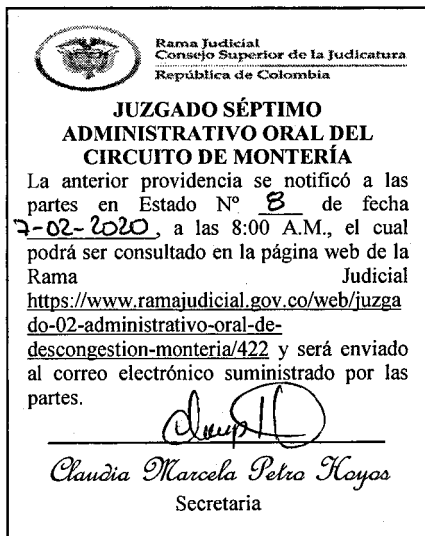 Rama Judicial
Consejo Superior de la Judicatura
República de Colombia
JUZGADO SÉPTIMO
ADMINISTRATIVO ORAL DEL
CIRCUITO DE MONTERÍA
La anterior providencia se notificó a las
partes en Estado Nº 8 de fecha
7-02-2020, a las 8:00 A.M., el cual
podrá ser consultado en la página web de la
Rama Judicial
https://www.ramajudicial.gov.co/web/juzga
do-02-administrativo-oral-de-
descongestion-monteria/422 y será enviado
al correo electrónico suministrado por las
partes.
Claudia Marcela Petro Hoyos
Secretaria